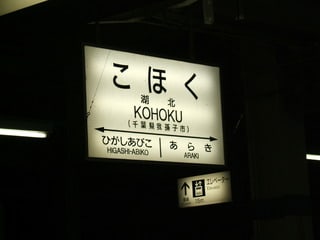 こほく
湖北
KOHOKU
(千葉県我孫子市)
ひがしあびこ あらき
HIGASHI-ABIKO ARAKI
エレベーター